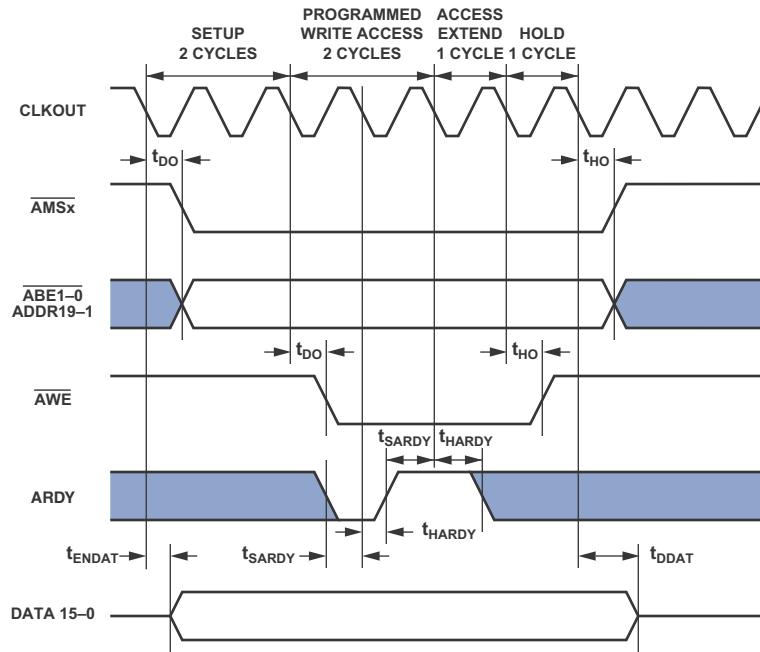 SETUP
2 CYCLES
PROGRAMMED
WRITE ACCESS
2 CYCLES
ACCESS
EXTEND
1 CYCLE
HOLD
1 CYCLE
CLKOUT
tDO
tHO
AMSx
ABE1–0
ADDR19–1
tDO
tHO
AWE
tSARDY
tHARDY
ARDY
tHARDY
tENDAT
tSARDY
tDDAT
DATA 15–0